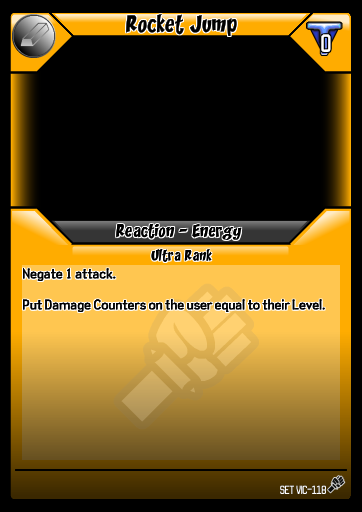 Rocket Jump
0
Reaction - Energy
Ultra Rank
Negate 1 attack.
Put Damage Counters on the user equal to their Level.
SET VIC-118